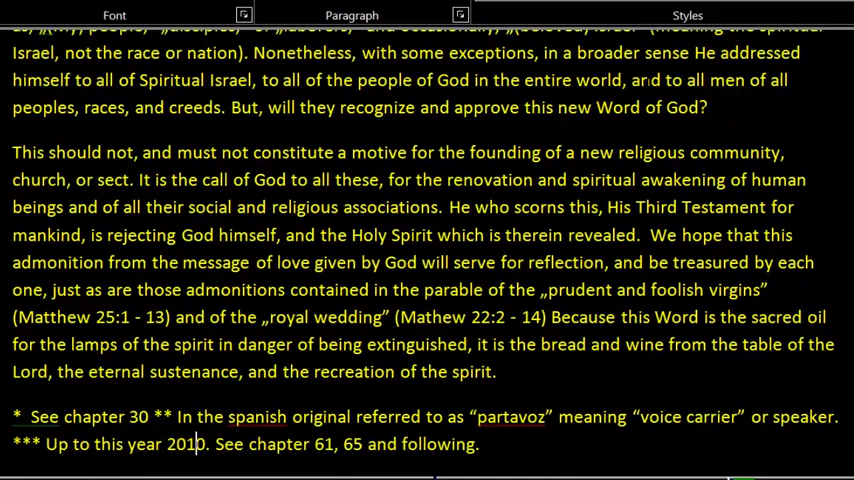 Font Paragraph Styles
Israel, not the race or nation). Nonetheless, with some exceptions, in a broader sense He addressed
himself to all of Spiritual Israel, to all of the people of God in the entire world, and to all men of all
peoples, races, and creeds. But, will they recognize and approve this new Word of God?
This should not, and must not constitute a motive for the founding of a new religious community,
church, or sect. It is the call of God to all these, for the renovation and spiritual awakening of human
beings and of all their social and religious associations. He who scorns this, His Third Testament for
mankind, is rejecting God himself, and the Holy Spirit which is therein revealed.  We hope that this
admonition from the message of love given by God will serve for reflection, and be treasured by each
one, just as are those admonitions contained in the parable of the „prudent and foolish virgins”
(Matthew 25:1 - 13) and of the „royal wedding” (Mathew 22:2 - 14) Because this Word is the sacred oil
for the lamps of the spirit in danger of being extinguished, it is the bread and wine from the table of the
Lord, the eternal sustenance, and the recreation of the spirit.
*  See chapter 30 ** In the spanish original referred to as “partavoz” meaning “voice carrier” or speaker.
*** Up to this year 2010. See chapter 61, 65 and following.